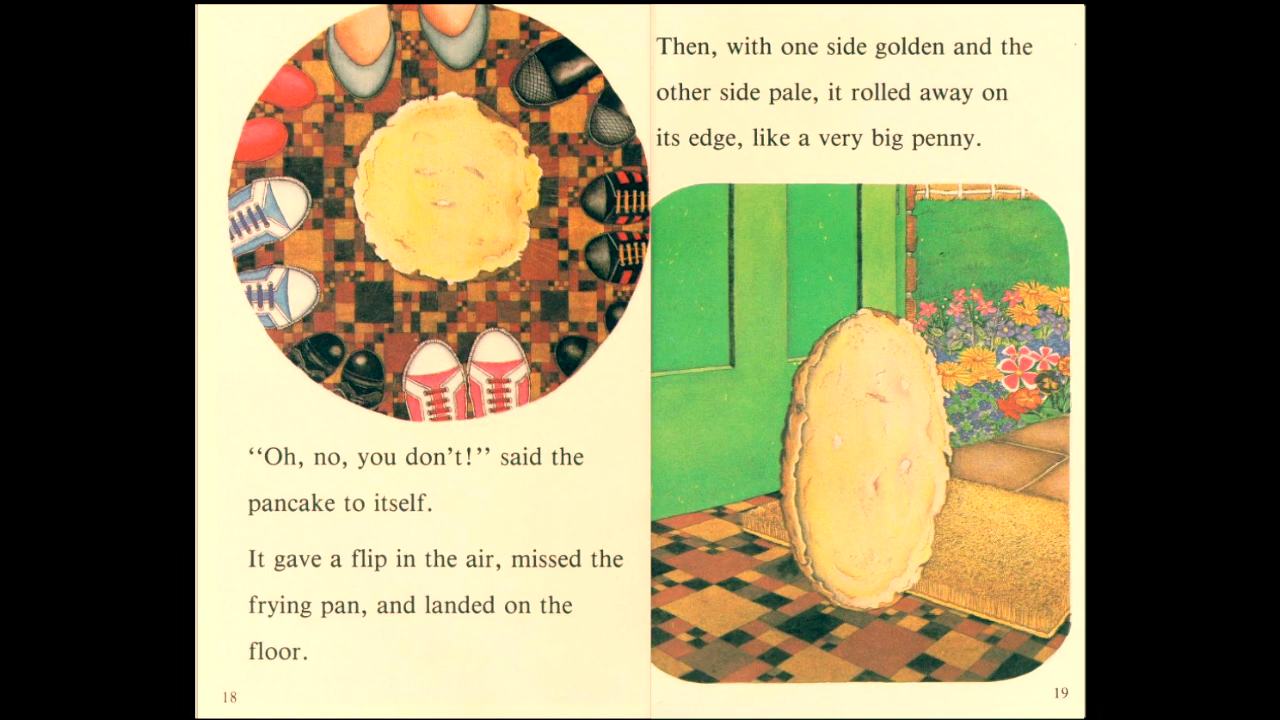 “Oh, no, you don’t!” said the
pancake to itself.
It gave a flip in the air, missed the
frying pan, and landed on the
floor.
18
Then, with one side golden and the
other side pale, it rolled away on
its edge, like a very big penny.
19